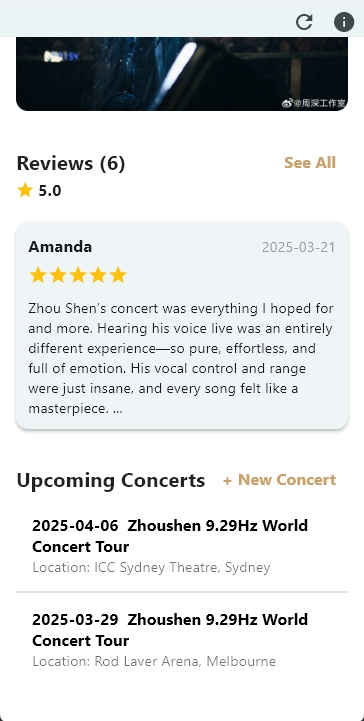 @周深工作室
Reviews (6)
See All
5.0
Amanda
2025-03-21
Zhou Shen's concert was everything I hoped for
and more. Hearing his voice live was an entirely
different experience—so pure, effortless, and
full of emotion. His vocal control and range
were just insane, and every song felt like a
masterpiece. ...
Upcoming Concerts
+ New Concert
2025-04-06  Zhoushen 9.29Hz World
Concert Tour
Location: ICC Sydney Theatre, Sydney
2025-03-29  Zhoushen 9.29Hz World
Concert Tour
Location: Rod Laver Arena, Melbourne